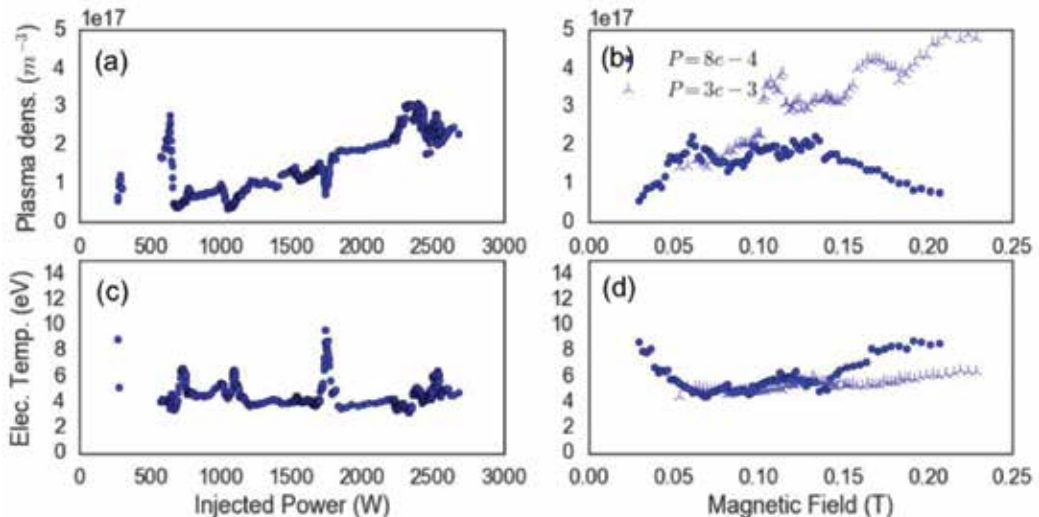 1e17
Plasma dens. (m⁻³)
5
4
3
2
1
0
(a)
0 500 1000 1500 2000 2500 3000
1e17
5
4
3
2
1
0
(b)
P = 8e − 4
P = 3e − 3
0.00 0.05 0.10 0.15 0.20 0.25
Elec. Temp. (eV)
14
12
10
8
6
4
2
0
(c)
0 500 1000 1500 2000 2500 3000
Injected Power (W)
14
12
10
8
6
4
2
0
(d)
0.00 0.05 0.10 0.15 0.20 0.25
Magnetic Field (T)